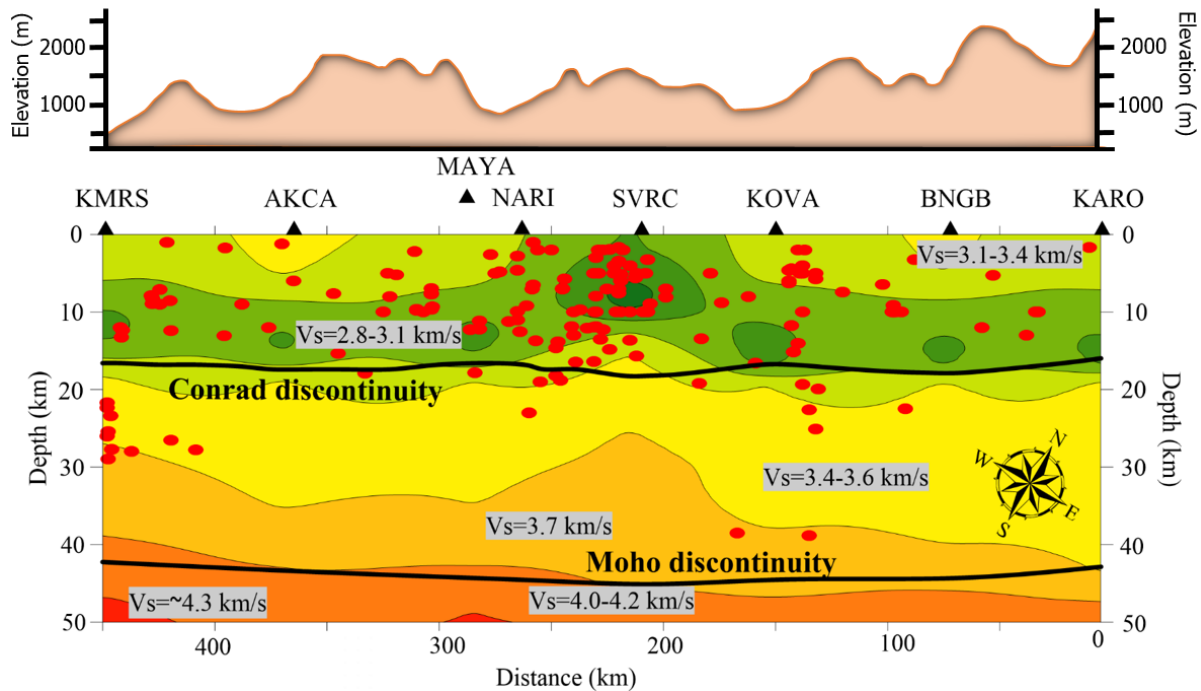 Elevation (m)
2000
1000
2000
1000
Elevation (m)
MAYA
KMRS
AKCA
NARI
SVRC
KOVA
BNGB
KARO
0
0
Vs=3.1-3.4 km/s
10
10
Vs=2.8-3.1 km/s
Conrad discontinuity
20
20
Depth (km)
Depth (km)
30
30
Vs=3.4-3.6 km/s
N
W
E
S
Vs=3.7 km/s
40
40
Moho discontinuity
Vs=~4.3 km/s
Vs=4.0-4.2 km/s
50
50
400
300
200
100
0
Distance (km)